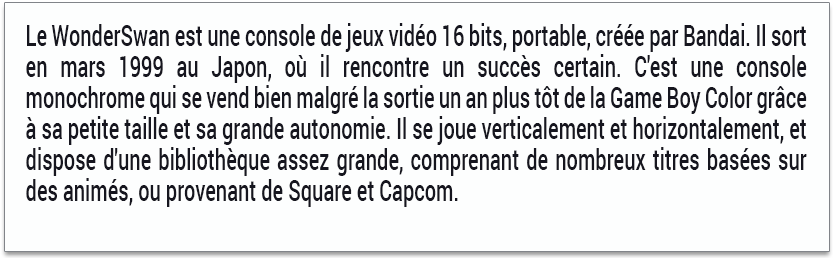 Le WonderSwan est une console de jeux vidéo 16 bits, portable, créée par Bandai. Il sort
en mars 1999 au Japon, où il rencontre un succès certain. C'est une console
monochrome qui se vend bien malgré la sortie un an plus tôt de la Game Boy Color grâce
à sa petite taille et sa grande autonomie. Il se joue verticalement et horizontalement, et
dispose d'une bibliothèque assez grande, comprenant de nombreux titres basées sur
des animés, ou provenant de Square et Capcom.